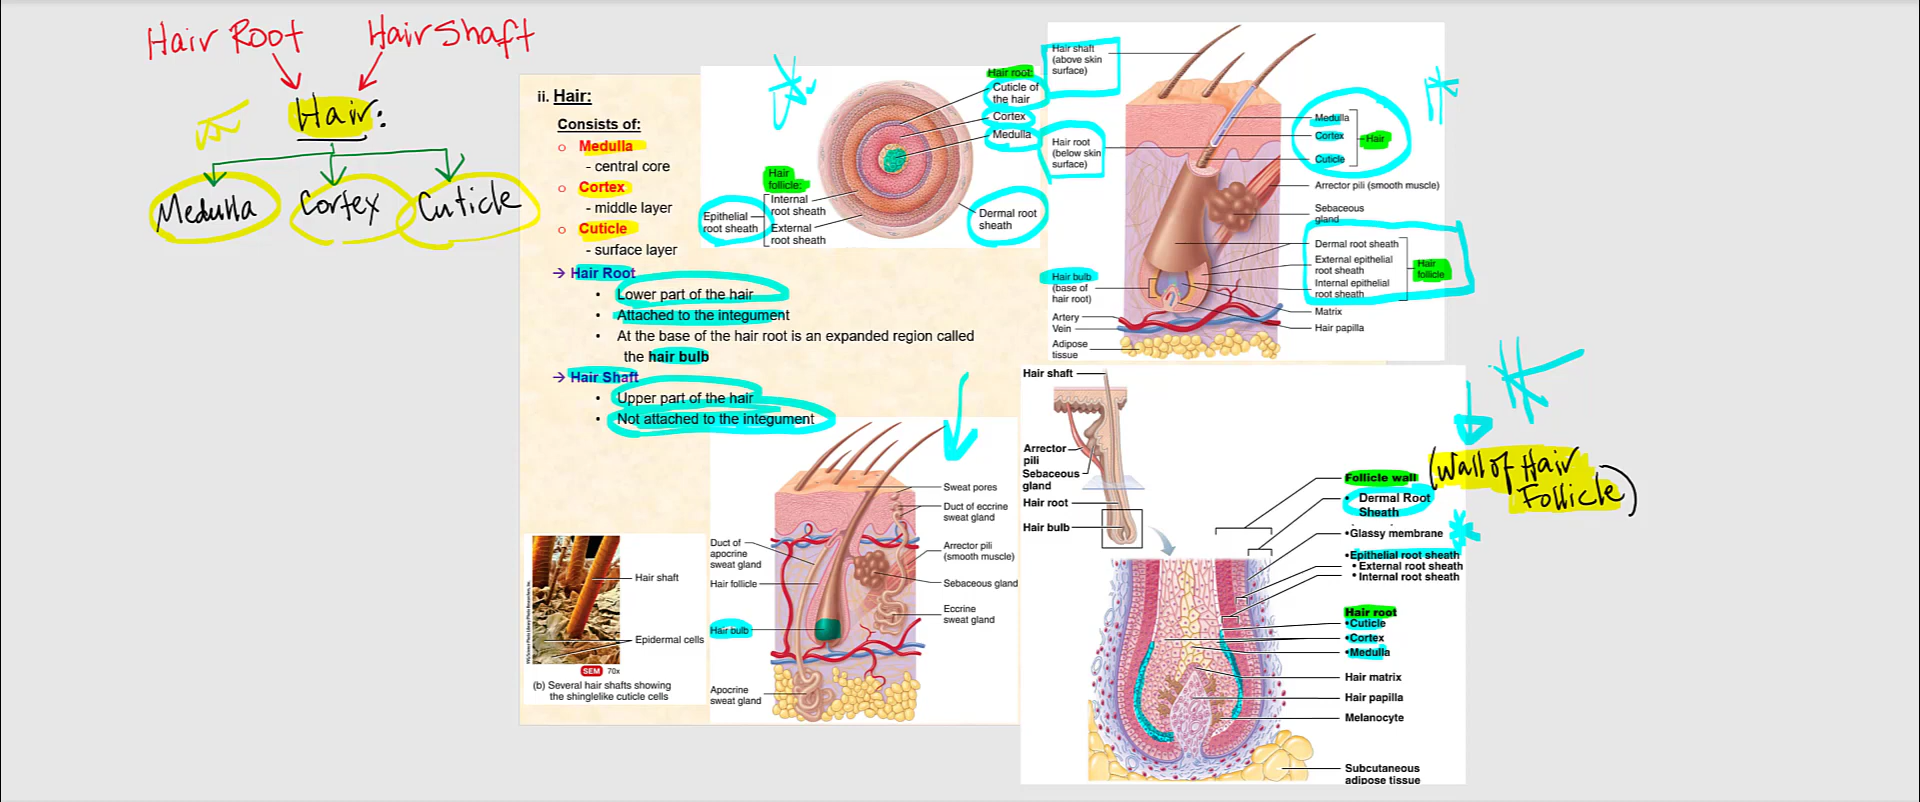 Hair Root
Hair Shaft
Hair:
Medulla
Cortex
Cuticle
ii. Hair:
Consists of:
o Medulla
- central core
o Cortex
- middle layer
o Cuticle
- surface layer
→ Hair Root
• Lower part of the hair
• Attached to the integument
• At the base of the hair root is an expanded region called
the hair bulb
→ Hair Shaft
• Upper part of the hair
• Not attached to the integument
Hair root:
Cuticle of
the hair
Cortex
Medulla
Hair
follicle:
Internal
root sheath
Epithelial
root sheath
External
root sheath
Dermal root
sheath
Hair shaft
(above skin
surface)
Hair root
(below skin
surface)
Hair bulb
(base of
hair root)
Artery
Vein
Adipose
tissue
Medulla
Cortex
Hair
Cuticle
Arrector pili (smooth muscle)
Sebaceous
gland
Dermal root sheath
External epithelial
root sheath
Hair
follicle
Internal epithelial
root sheath
Matrix
Hair papilla
Hair shaft
Epidermal cells
SEM 70x
(b) Several hair shafts showing
the shinglelike cuticle cells
Sweat pores
Duct of eccrine
sweat gland
Duct of
apocrine
sweat gland
Arrector pili
(smooth muscle)
Hair follicle
Sebaceous gland
Eccrine
sweat gland
Hair bulb
Apocrine
sweat gland
Hair shaft
Arrector
pili
Sebaceous
gland
Hair root
Hair bulb
Follicle wall
• Dermal Root
Sheath
•Glassy membrane
•Epithelial root sheath
• External root sheath
• Internal root sheath
Hair root
•Cuticle
•Cortex
•Medulla
Hair matrix
Hair papilla
Melanocyte
Subcutaneous
adipose tissue
(Wall of Hair
Follicle)